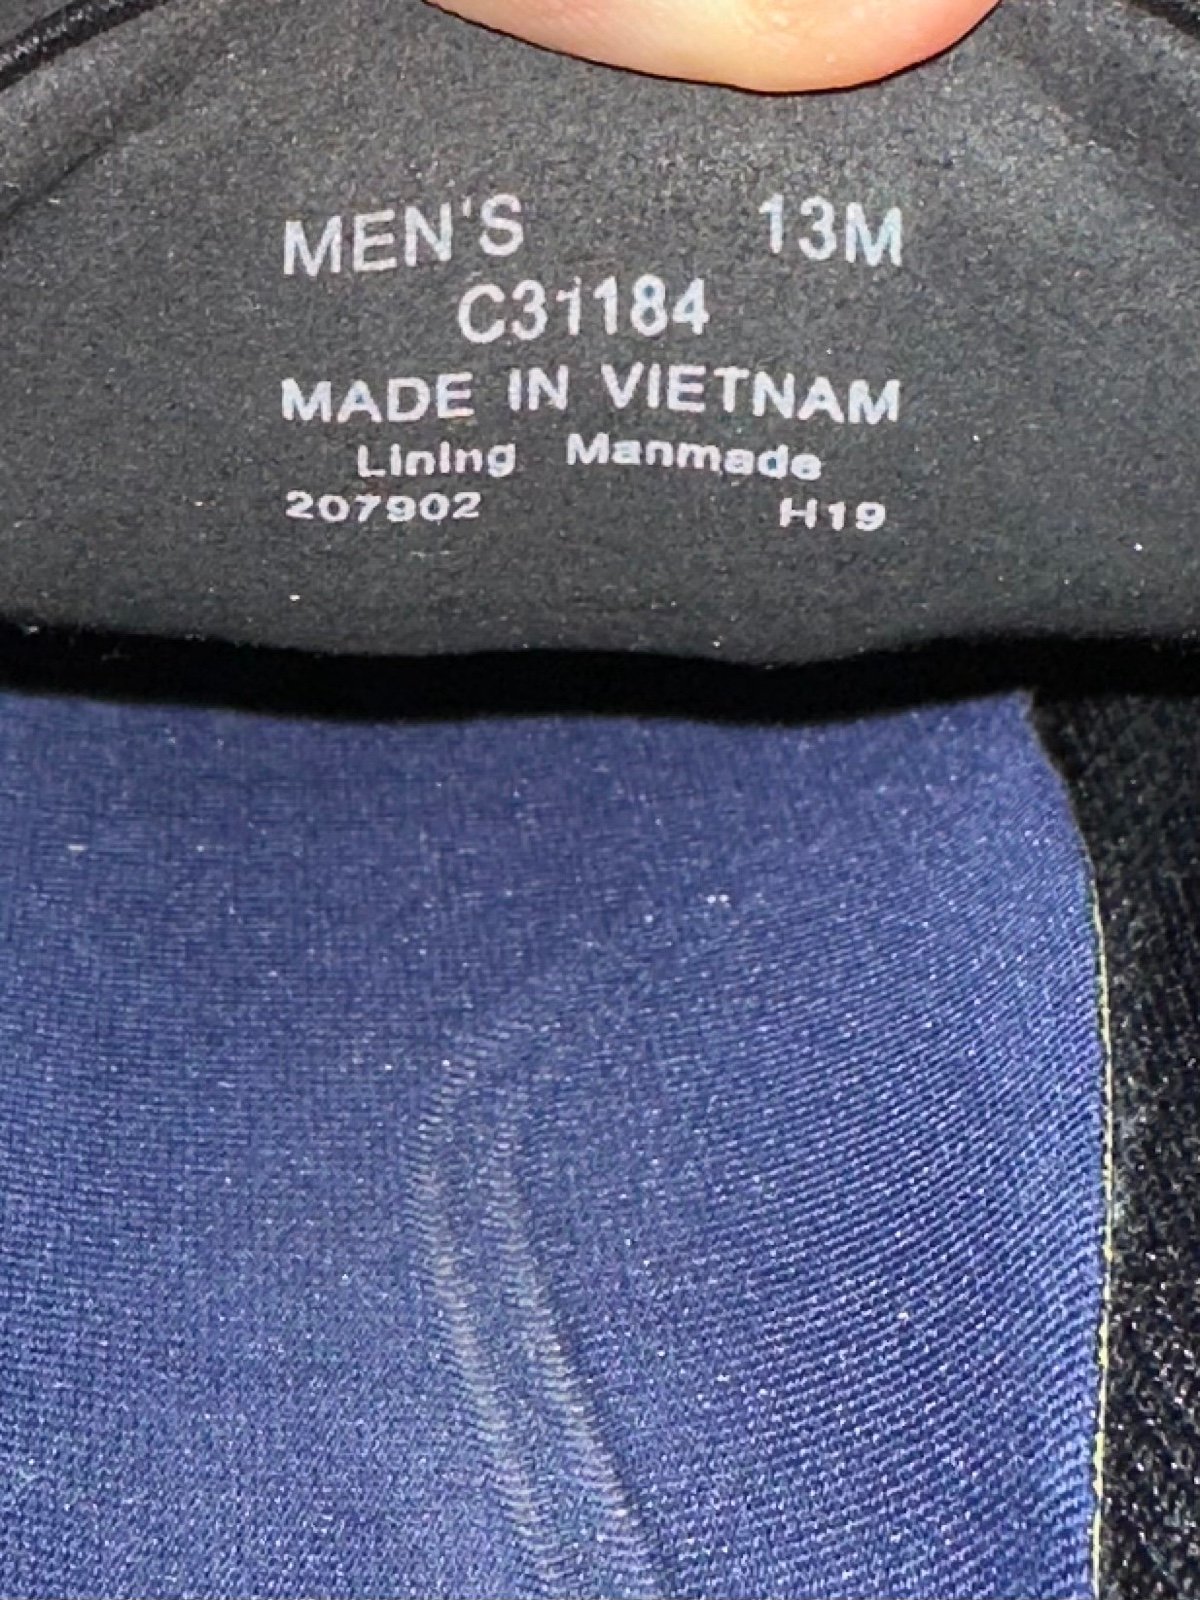 MEN'S 13M
C31184
MADE IN VIETNAM
Lining Manmade
207902 H19